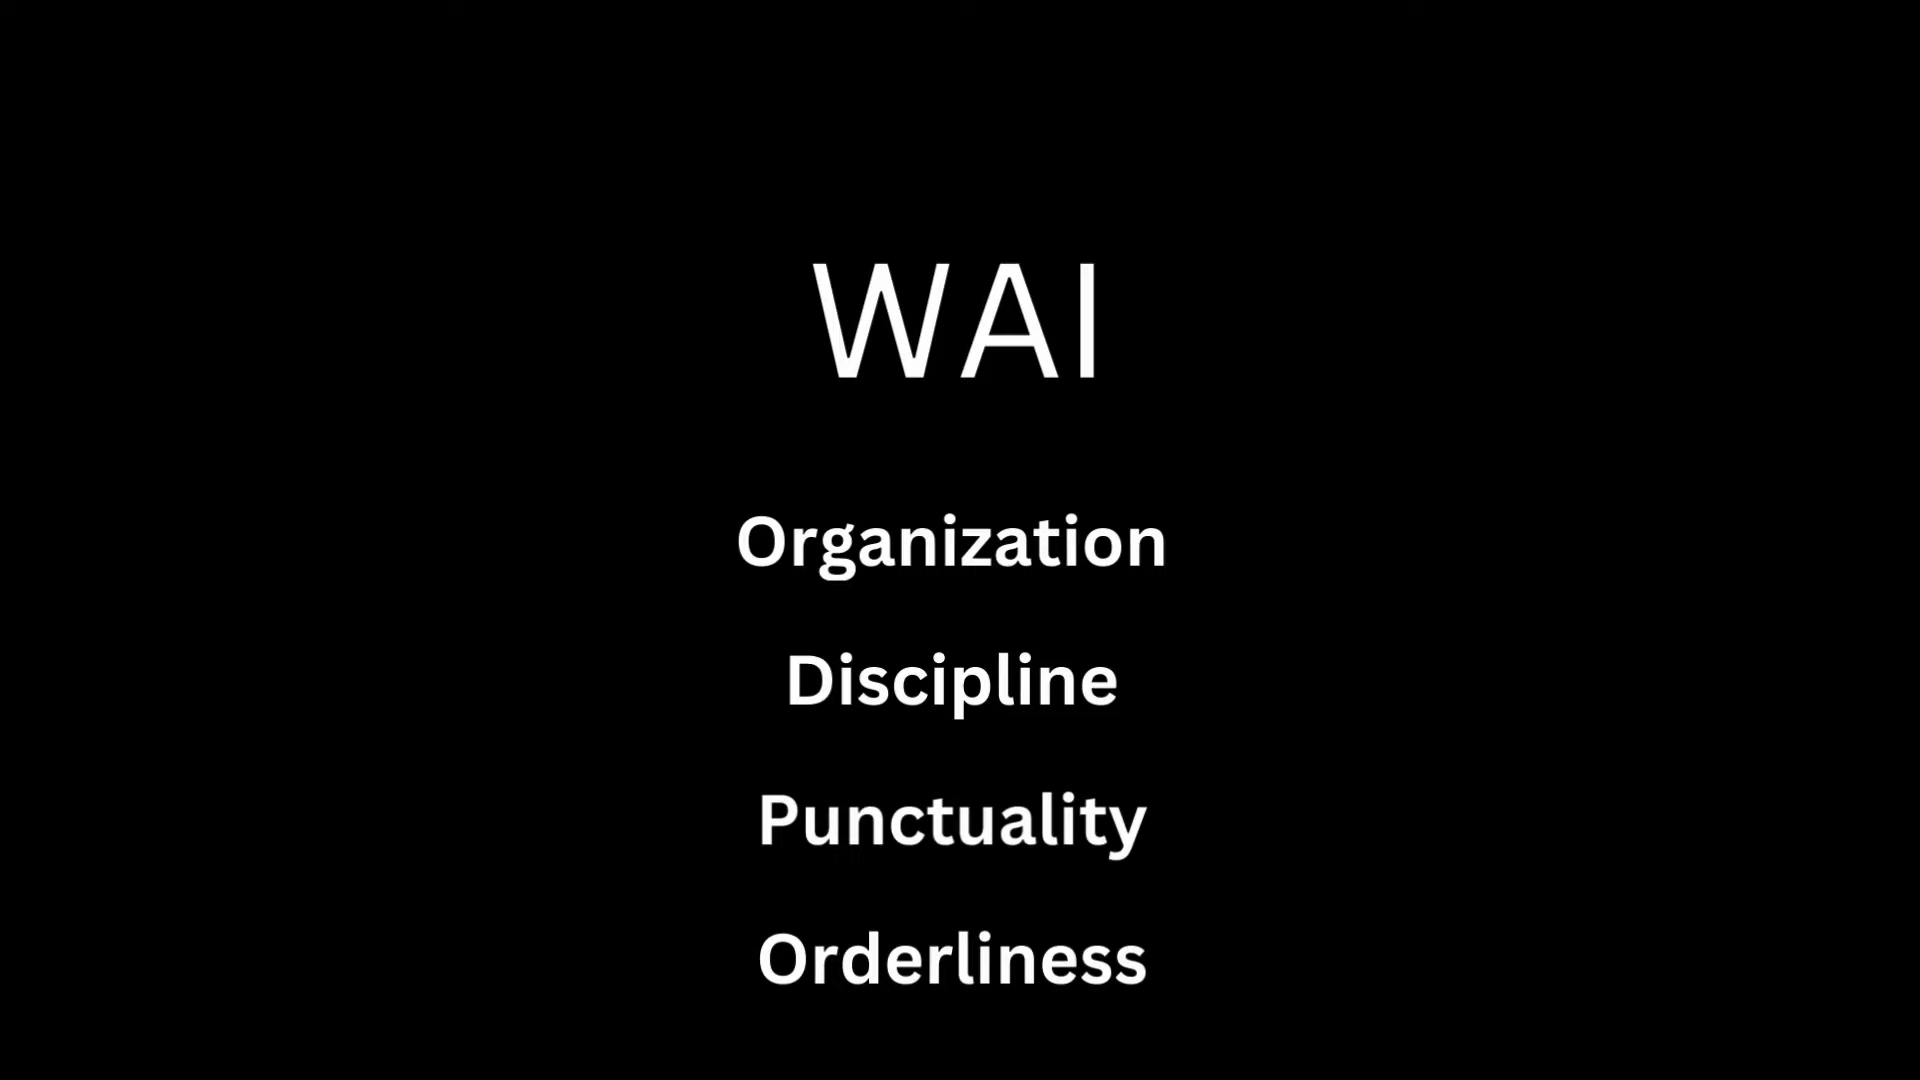 WAI
Organization
Discipline
Punctuality
Orderliness